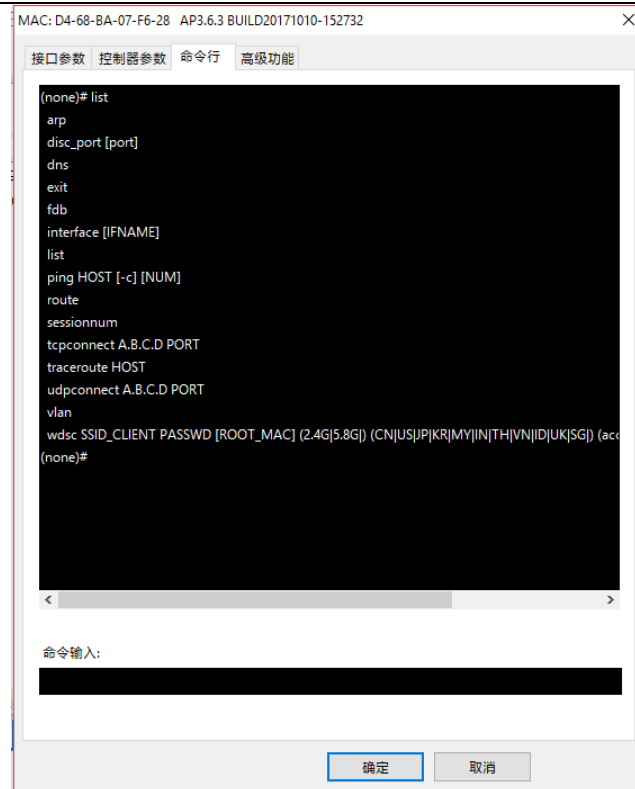 MAC: D4-68-BA-07-F6-28 AP3.6.3 BUILD20171010-152732
接口参数 控制器参数 命令行 高级功能
(none)# list
arp
disc_port [port]
dns
exit
fdb
interface [IFNAME]
list
ping HOST [-c] [NUM]
route
sessionnum
tcpconnect A.B.C.D PORT
traceroute HOST
udpconnect A.B.C.D PORT
vlan
wdsc SSID_CLIENT PASSWD [ROOT_MAC] (2.4G|5.8G|) (CN|US|JP|KR|MY|IN|TH|VN|ID|UK|SG|) (acc
(none)#
命令输入:
确定 取消